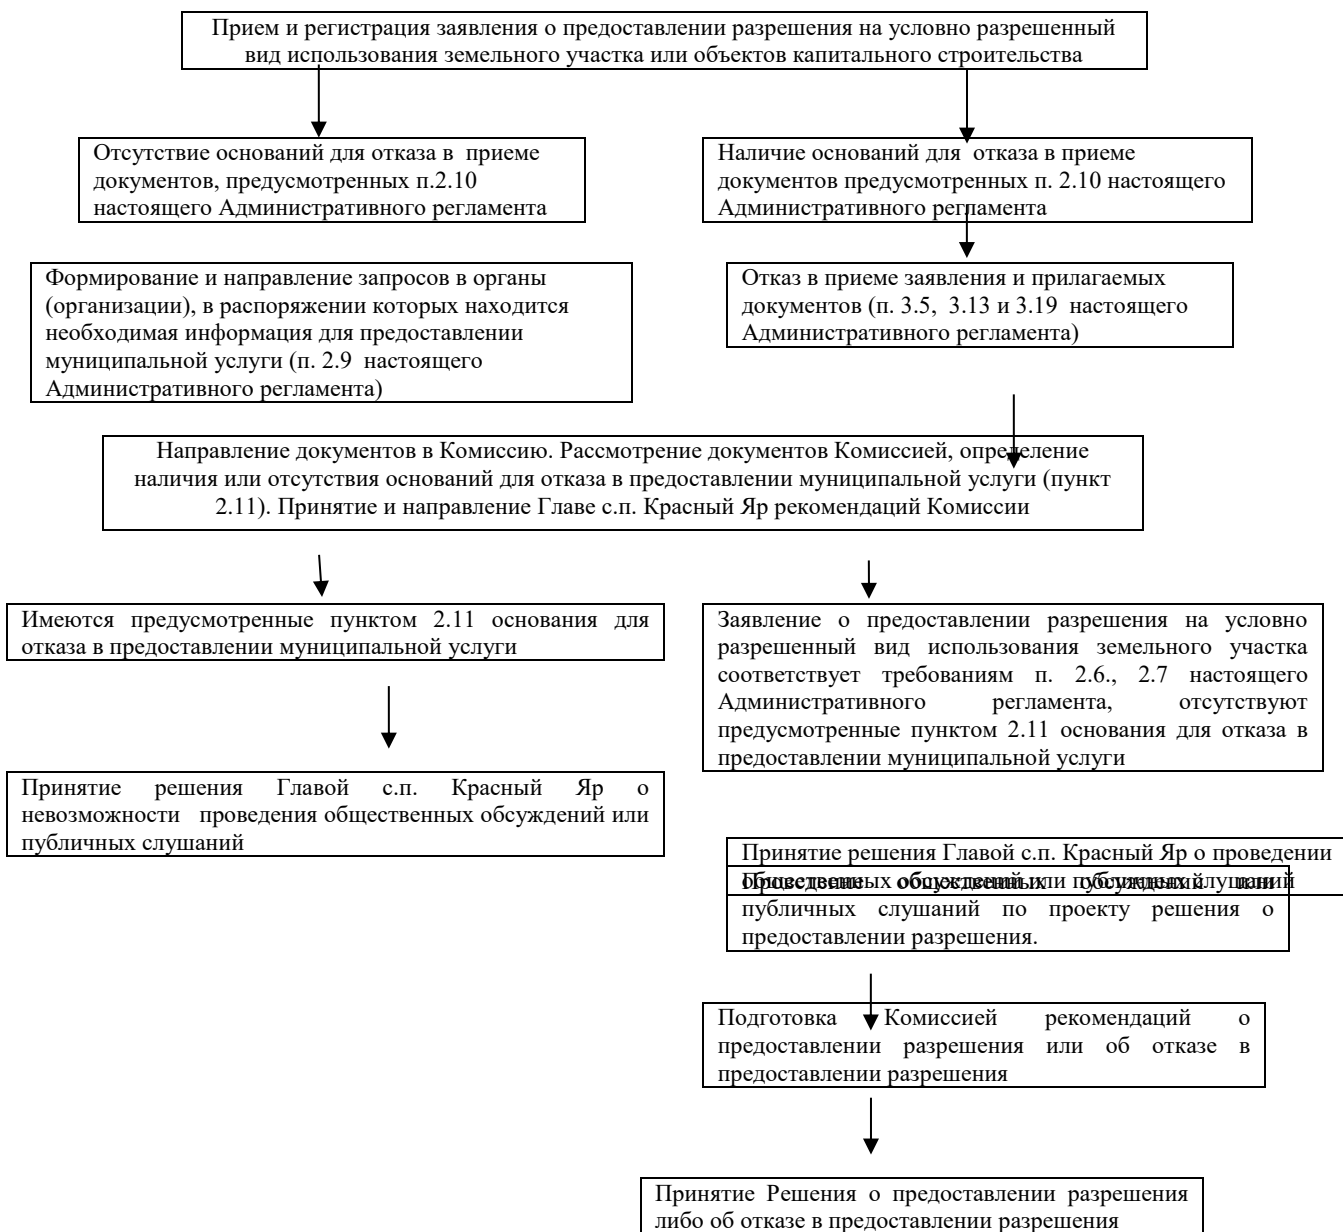 Прием и регистрация заявления о предоставлении разрешения на условно разрешенный
вид использования земельного участка или объектов капитального строительства
Отсутствие оснований для отказа в приеме
документов, предусмотренных п.2.10
настоящего Административного регламента
Наличие оснований для отказа в приеме
документов предусмотренных п. 2.10 настоящего
Административного регламента
Формирование и направление запросов в органы
(организации), в распоряжении которых находится
необходимая информация для предоставлении
муниципальной услуги (п. 2.9 настоящего
Административного регламента)
Отказ в приеме заявления и прилагаемых
документов (п. 3.5, 3.13 и 3.19 настоящего
Административного регламента)
Направление документов в Комиссию. Рассмотрение документов Комиссией, определение
наличия или отсутствия оснований для отказа в предоставлении муниципальной услуги (пункт
2.11). Принятие и направление Главе с.п. Красный Яр рекомендаций Комиссии
Имеются предусмотренные пунктом 2.11 основания для
отказа в предоставлении муниципальной услуги
Заявление о предоставлении разрешения на условно
разрешенный вид использования земельного участка
соответствует требованиям п. 2.6., 2.7 настоящего
Административного регламента, отсутствуют
предусмотренные пунктом 2.11 основания для отказа в
предоставлении муниципальной услуги
Принятие решения Главой с.п. Красный Яр о
невозможности проведения общественных обсуждений или
публичных слушаний
Принятие решения Главой с.п. Красный Яр о проведении
общественных обсуждений или публичных слушаний
Проведение общественных обсуждений или
публичных слушаний по проекту решения о
предоставлении разрешения.
Подготовка Комиссией рекомендаций о
предоставлении разрешения или об отказе в
предоставлении разрешения
Принятие Решения о предоставлении разрешения
либо об отказе в предоставлении разрешения